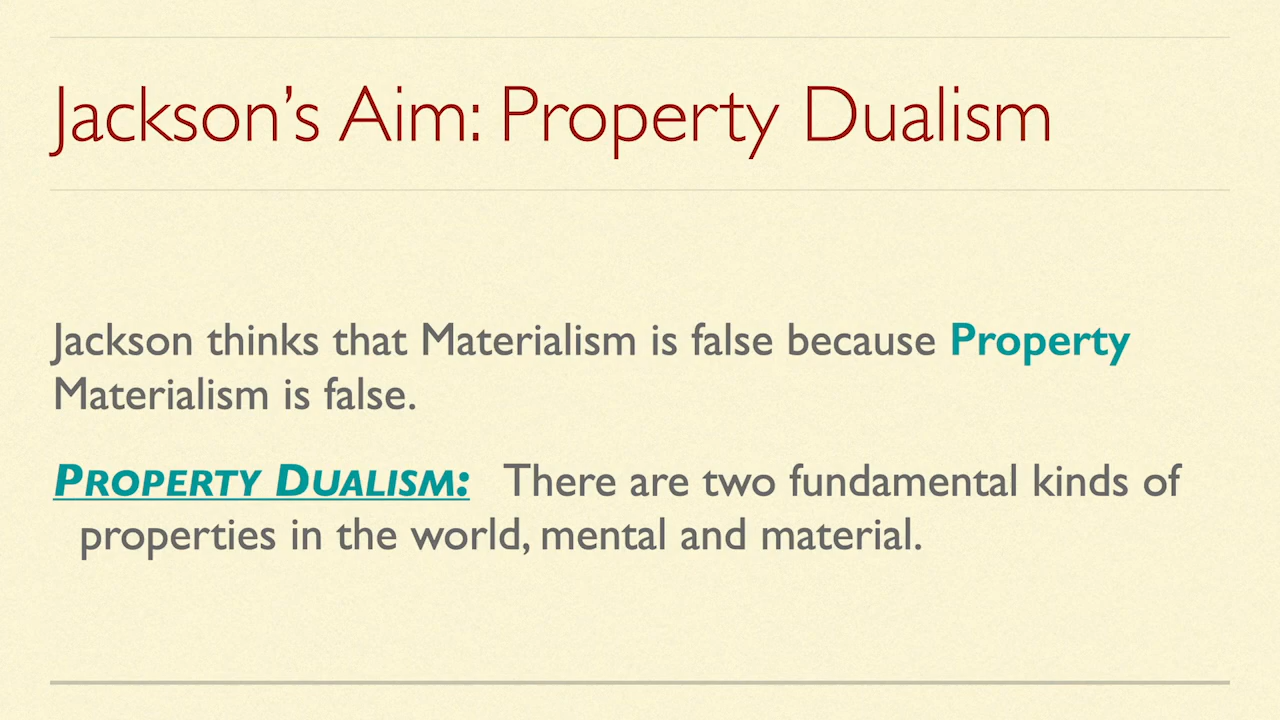 Jackson’s Aim: Property Dualism
Jackson thinks that Materialism is false because Property
Materialism is false.
PROPERTY DUALISM: There are two fundamental kinds of
properties in the world, mental and material.